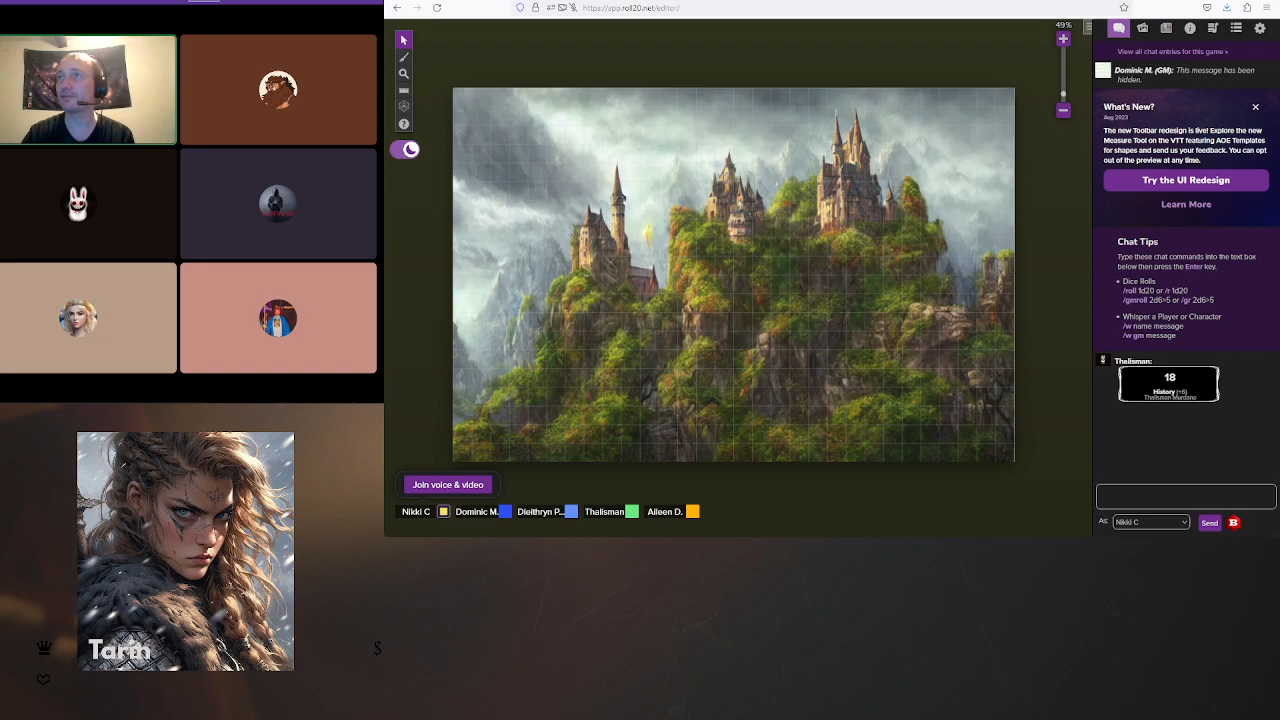 https://app.roll20.net/editor/
49%
View all chat entries for this game »
Dominic M. (GM): This message has been
hidden.
What's New?
Aug 2023
The new Toolbar redesign is live! Explore the new
Measure Tool on the VTT featuring AOE Templates
for shapes and send us your feedback. You can opt
out of the preview at any time.
Try the UI Redesign
Learn More
Chat Tips
Type these chat commands into the text box
below then press the Enter key.
• Dice Rolls
/roll 1d20 or /r 1d20
/gmroll 2d6>5 or /gr 2d6>5
• Whisper a Player or Character
/w name message
/w gm message
Thalisman:
18
History (+6)
Thalisman Murdano
Join voice & video
Nikki C
Dominic M.
Dieithryn P...
Thalisman
Aileen D.
As:
Nikki C
Send
B
Tarin
$